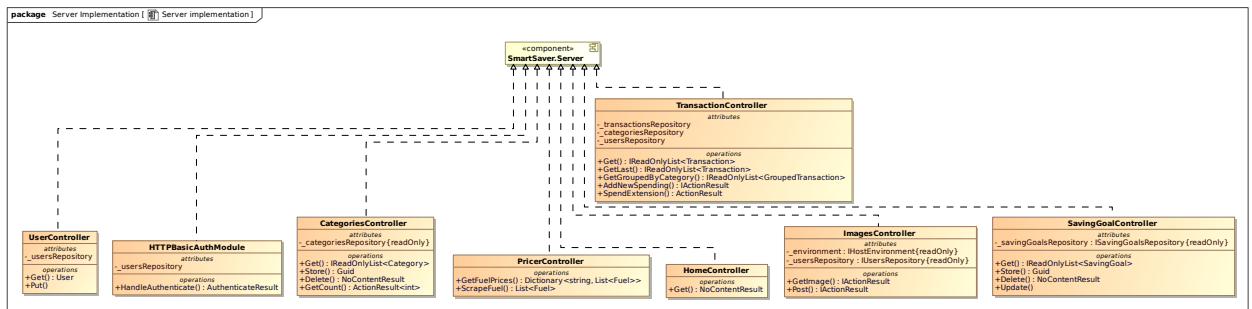 package Server Implementation [ Server implementation ]
«component»
SmartSaver.Server
TransactionController
attributes
-_transactionsRepository
-_categoriesRepository
-_usersRepository
operations
+Get() : IReadOnlyList<Transaction>
+GetLast() : IReadOnlyList<Transaction>
+GetGroupedByCategory() : IReadOnlyList<GroupedTransaction>
+AddNewSpending() : IActionResult
+SpendExtension() : ActionResult
UserController
attributes
-_usersRepository
operations
+Get() : User
+Put()
HTTPBasicAuthModule
attributes
-_usersRepository
operations
+HandleAuthenticate() : AuthenticateResult
CategoriesController
attributes
-_categoriesRepository{readOnly}
operations
+Get() : IReadOnlyList<Category>
+Store() : Guid
+Delete() : NoContentResult
+GetCount() : ActionResult<int>
PricerController
operations
+GetFuelPrices() : Dictionary<string, List<Fuel>>
+ScrapeFuel() : List<Fuel>
HomeController
operations
+Get() : NoContentResult
ImagesController
attributes
-_environment : IHostEnvironment{readOnly}
-_usersRepository : IUsersRepository{readOnly}
operations
+GetImage() : IActionResult
+Post() : IActionResult
SavingGoalController
attributes
-_savingGoalsRepository : ISavingGoalsRepository{readOnly}
operations
+Get() : IReadOnlyList<SavingGoal>
+Store() : Guid
+Delete() : NoContentResult
+Update()